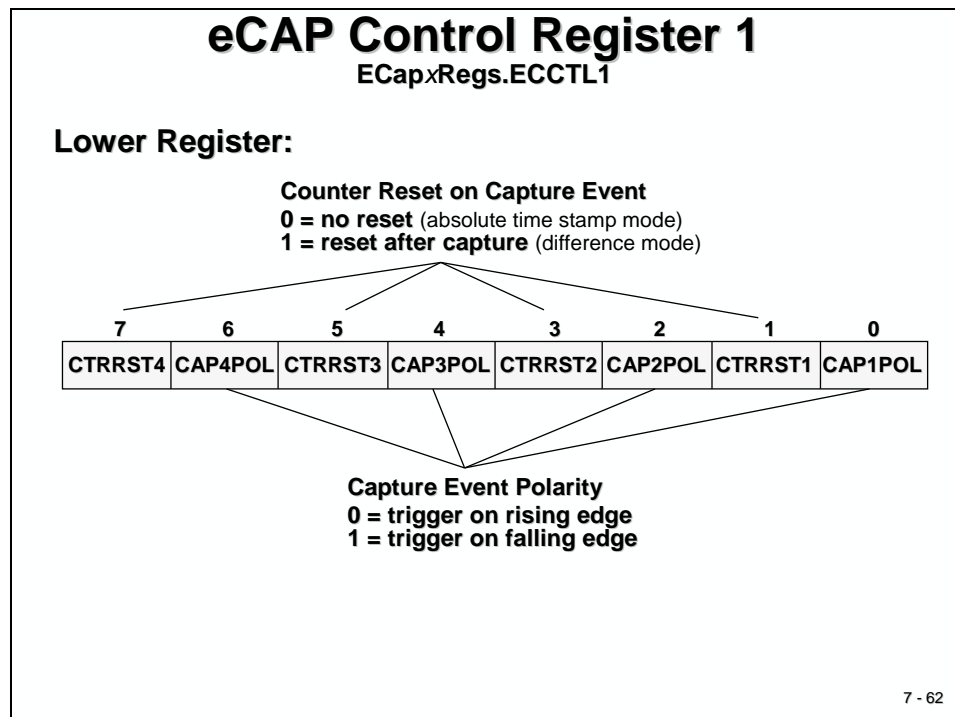 eCAP Control Register 1
ECapxRegs.ECCTL1
Lower Register:
Counter Reset on Capture Event
0 = no reset (absolute time stamp mode)
1 = reset after capture (difference mode)
7 6 5 4 3 2 1 0
CTRRST4 CAP4POL CTRRST3 CAP3POL CTRRST2 CAP2POL CTRRST1 CAP1POL
Capture Event Polarity
0 = trigger on rising edge
1 = trigger on falling edge
7 - 62